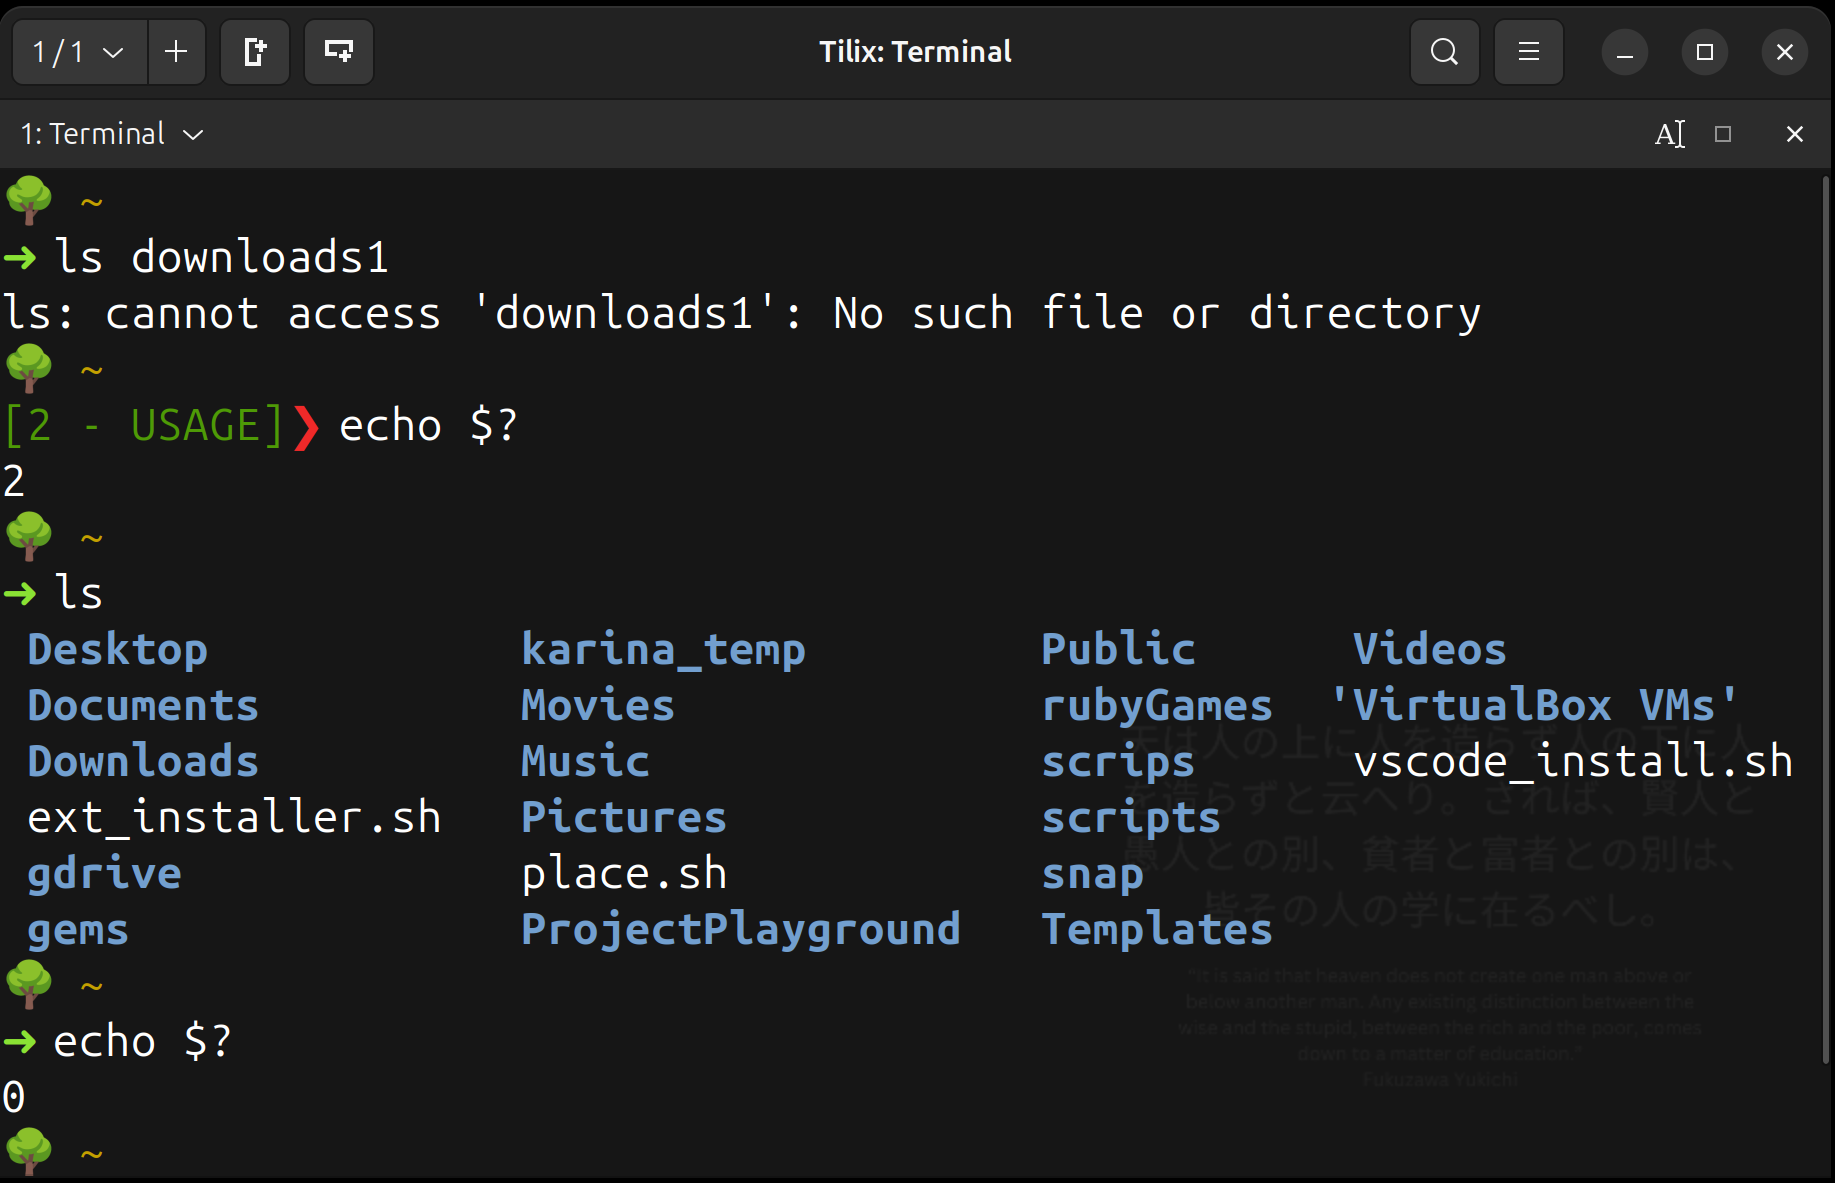 1 / 1
Tilix: Terminal
1: Terminal
~
ls downloads1
ls: cannot access 'downloads1': No such file or directory
~
[2 - USAGE]❯ echo $?
2
~
➜ ls
Desktop karina_temp Public Videos
Documents Movies rubyGames 'VirtualBox VMs'
Downloads Music scrips vscode_install.sh
ext_installer.sh Pictures scripts
gdrive place.sh snap
gems ProjectPlayground Templates
~
➜ echo $?
0
~
天は人の上に人を造らず人の下に人
を造らずと云へり。されば、賢人と
愚人との別、貧者と富者との別は、
皆その人の学に在るべし。
"It is said that heaven does not create one man above or
below another man. Any existing distinction between the
wise and the stupid, between the rich and the poor, comes
down to a matter of education."
Fukuzawa Yukichi